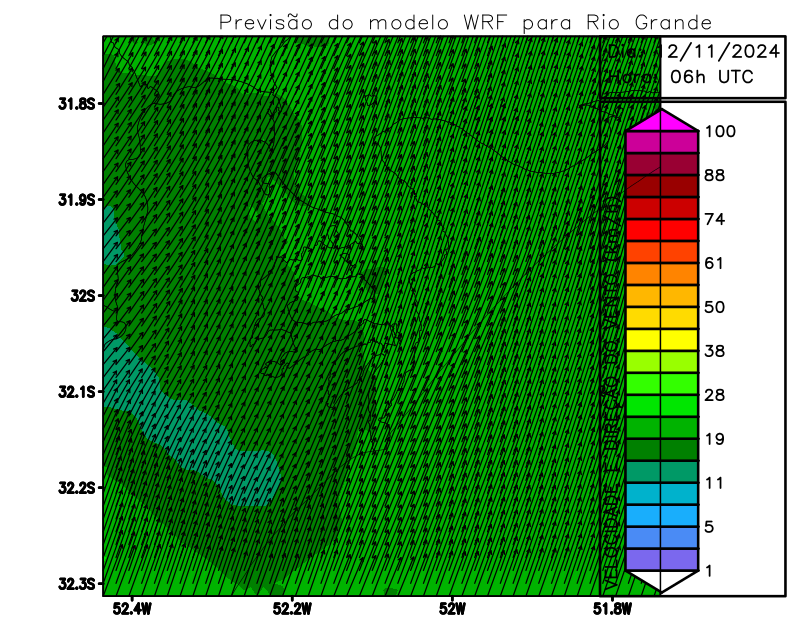 Previsão do modelo WRF para Rio Grande
Dia: 12/11/2024
Hora: 06h UTC
31.8S
31.9S
32S
32.1S
32.2S
32.3S
52.4W
52.2W
52W
51.8W
100
88
74
61
50
38
28
19
11
5
1
VELOCIDADE E DIREÇÃO DO VENTO